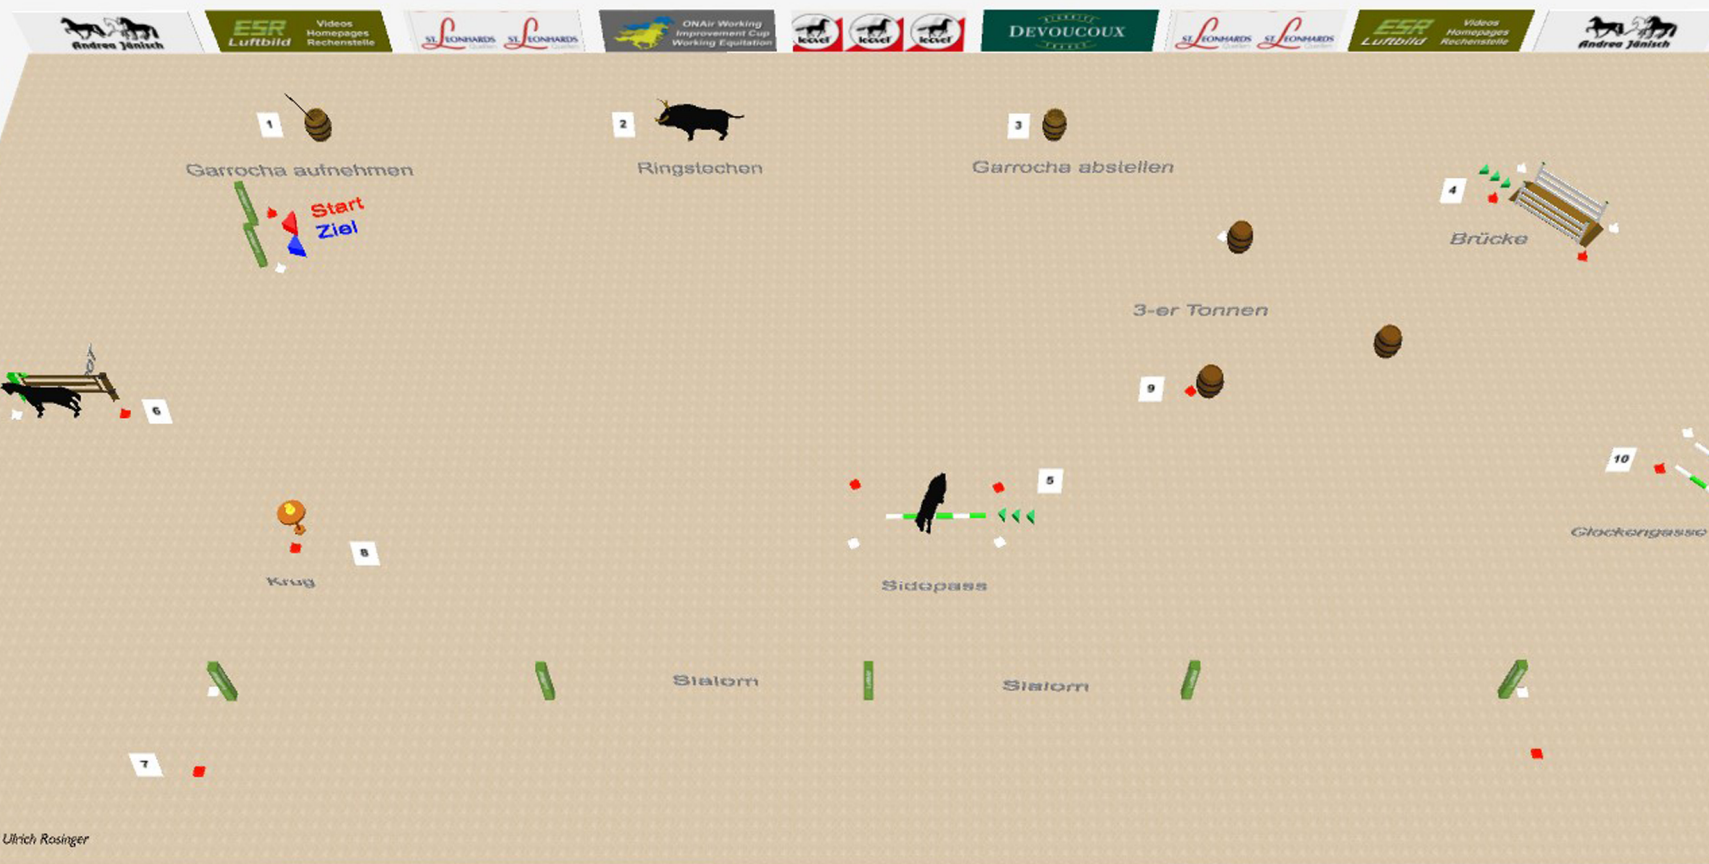 Andrea Jänisch
ESR
Luftbild
Videos
Homepages
Rechenstelle
ST. LEONHARDS
ST. LEONHARDS
ONAir Working
Improvement Cup
Working Equitation
leovet
leovet
leovet
DEVOUCOUX
ST. LEONHARDS
ST. LEONHARDS
ESR
Luftbild
Videos
Homepages
Rechenstelle
Andrea Jänisch
1
2
3
Garrocha aufnehmen
Ringstechen
Garrocha abstellen
4
Start
Ziel
Brücke
3-er Tonnen
9
6
10
5
Glockengasse
8
Krug
Sidepass
Slalom
Slalom
7
Ulrich Rosinger